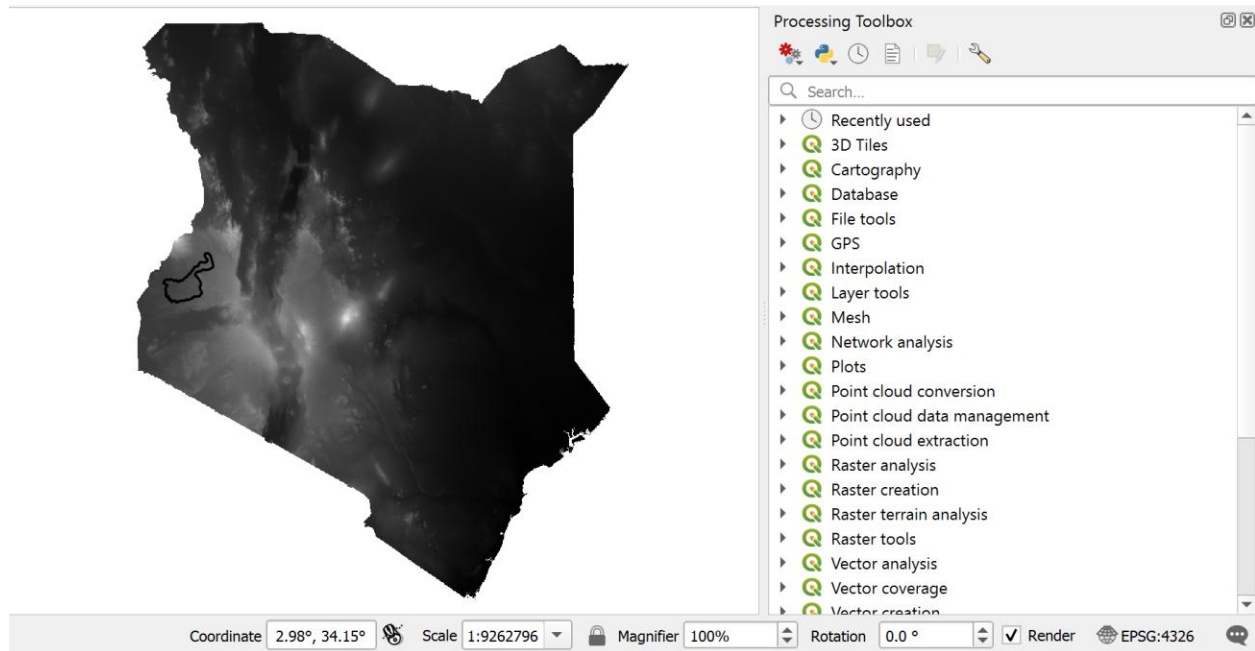 Processing Toolbox
Search...
Recently used
3D Tiles
Cartography
Database
File tools
GPS
Interpolation
Layer tools
Mesh
Network analysis
Plots
Point cloud conversion
Point cloud data management
Point cloud extraction
Raster analysis
Raster creation
Raster terrain analysis
Raster tools
Vector analysis
Vector coverage
Vector creation
Coordinate 2.98°, 34.15° Scale 1:9262796 Magnifier 100% Rotation 0.0 ° Render EPSG:4326